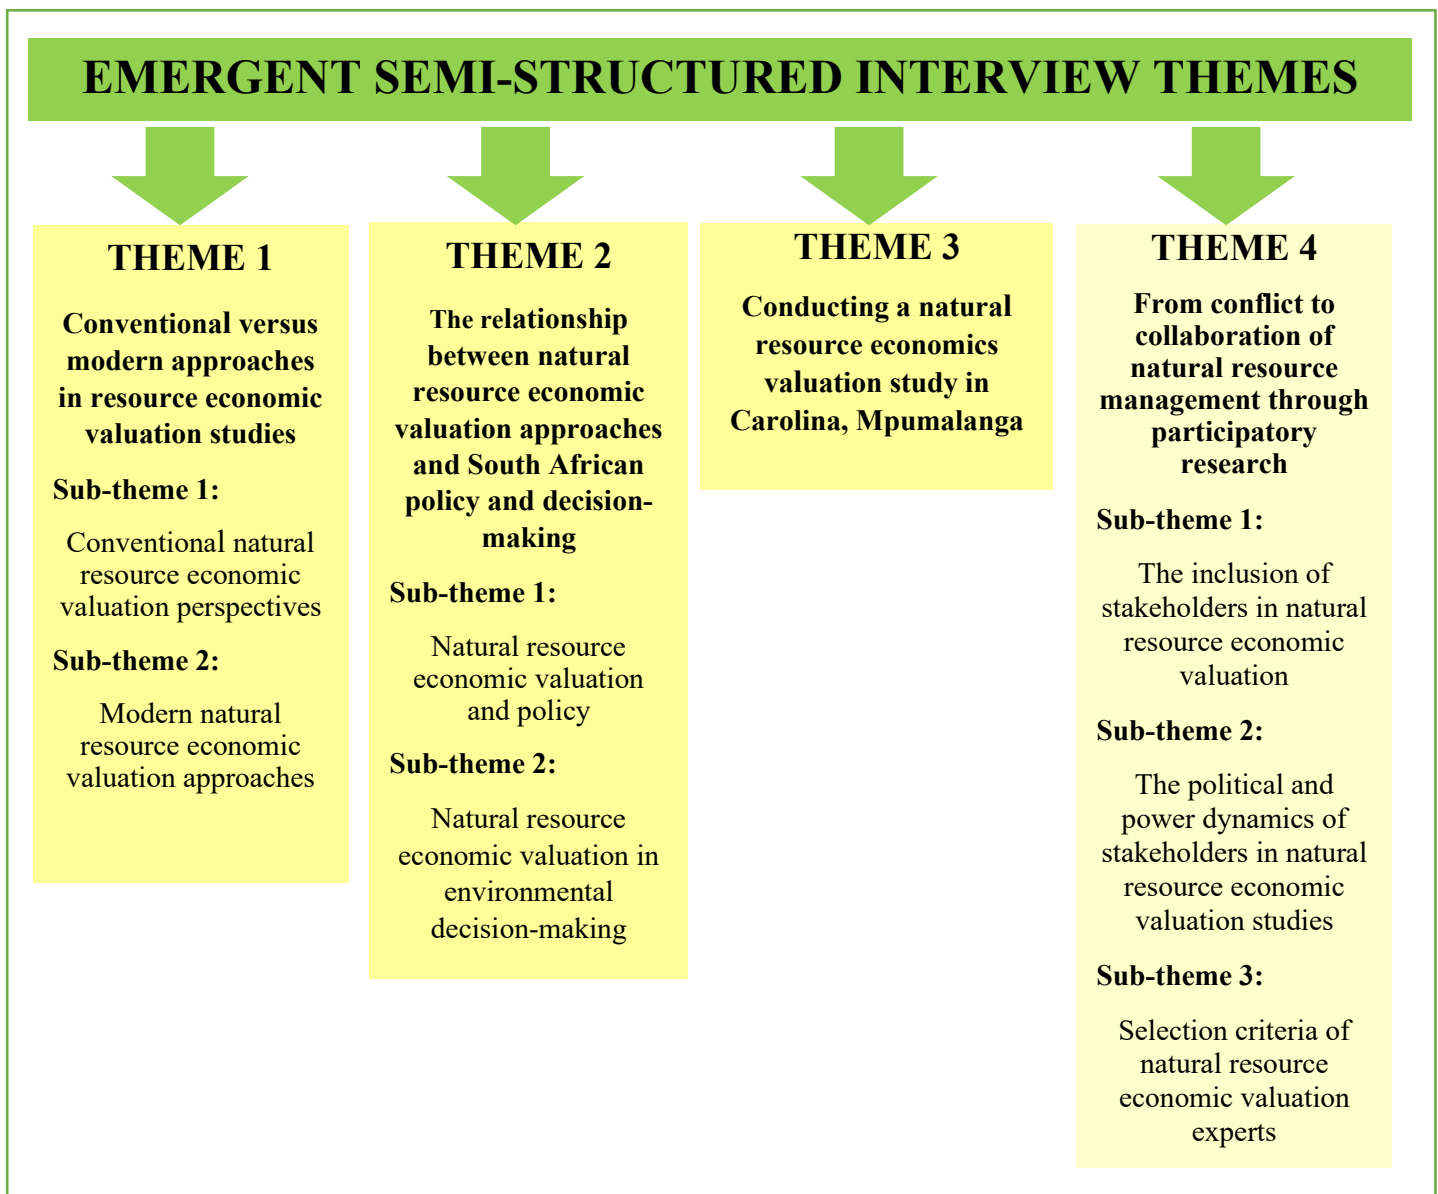 EMERGENT SEMI-STRUCTURED INTERVIEW THEMES
THEME 1
Conventional versus
modern approaches
in resource economic
valuation studies
Sub-theme 1:
Conventional natural
resource economic
valuation perspectives
Sub-theme 2:
Modern natural
resource economic
valuation approaches
THEME 2
The relationship
between natural
resource economic
valuation approaches
and South African
policy and decision-
making
Sub-theme 1:
Natural resource
economic valuation
and policy
Sub-theme 2:
Natural resource
economic valuation in
environmental
decision-making
THEME 3
Conducting a natural
resource economics
valuation study in
Carolina, Mpumalanga
THEME 4
From conflict to
collaboration of
natural resource
management through
participatory
research
Sub-theme 1:
The inclusion of
stakeholders in natural
resource economic
valuation
Sub-theme 2:
The political and
power dynamics of
stakeholders in natural
resource economic
valuation studies
Sub-theme 3:
Selection criteria of
natural resource
economic valuation
experts